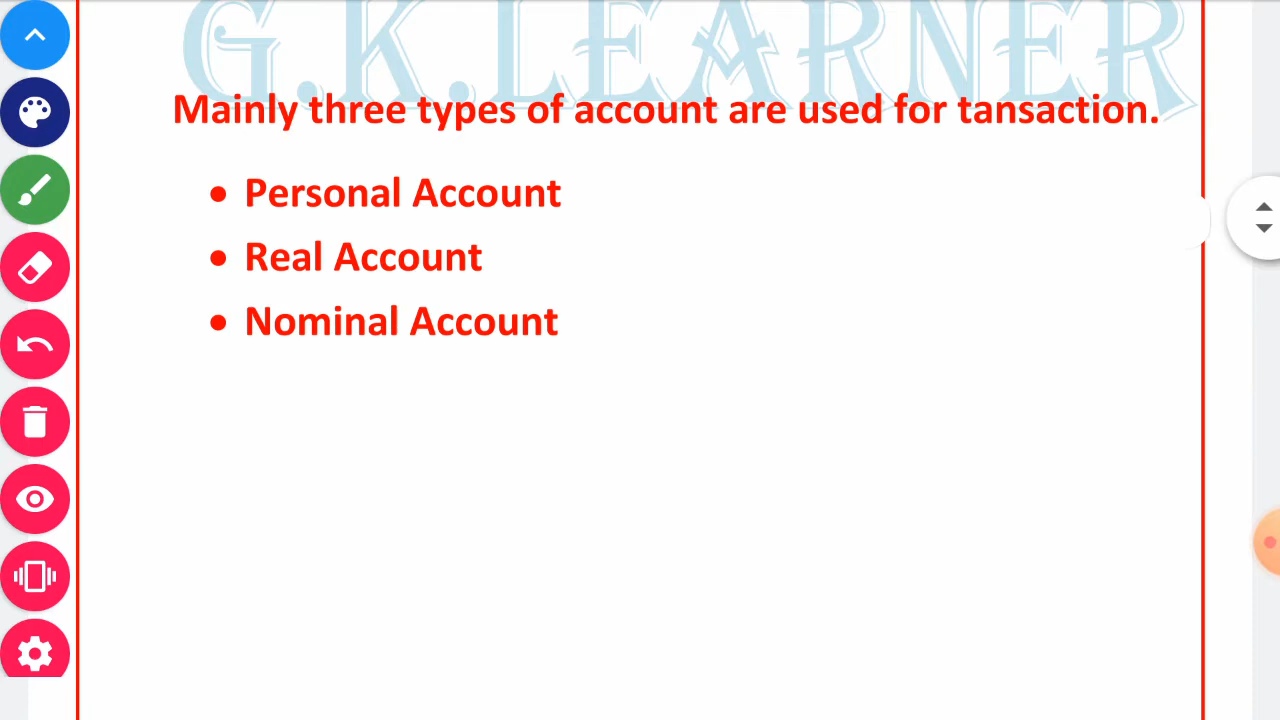 G.K.LEARNER
Mainly three types of account are used for tansaction.
• Personal Account
• Real Account
• Nominal Account